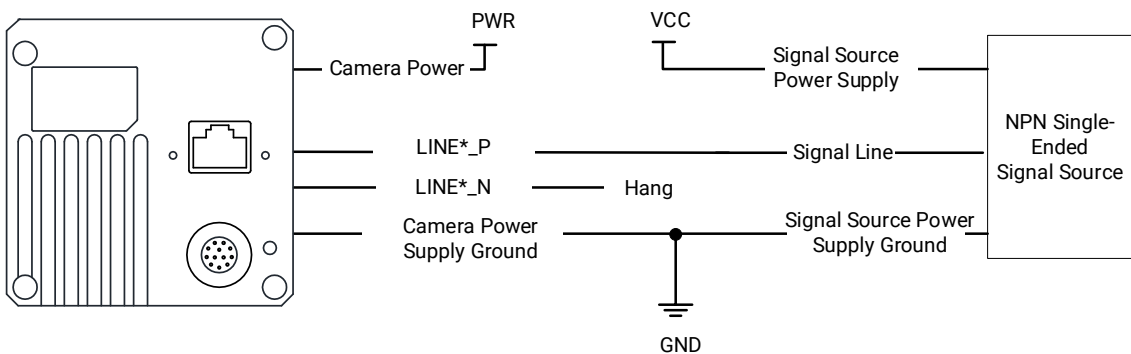 PWR
VCC
Camera Power
Signal Source
Power Supply
NPN Single-
Ended
Signal Source
LINE*_P
Signal Line
LINE*_N
Hang
Camera Power
Supply Ground
Signal Source Power
Supply Ground
GND